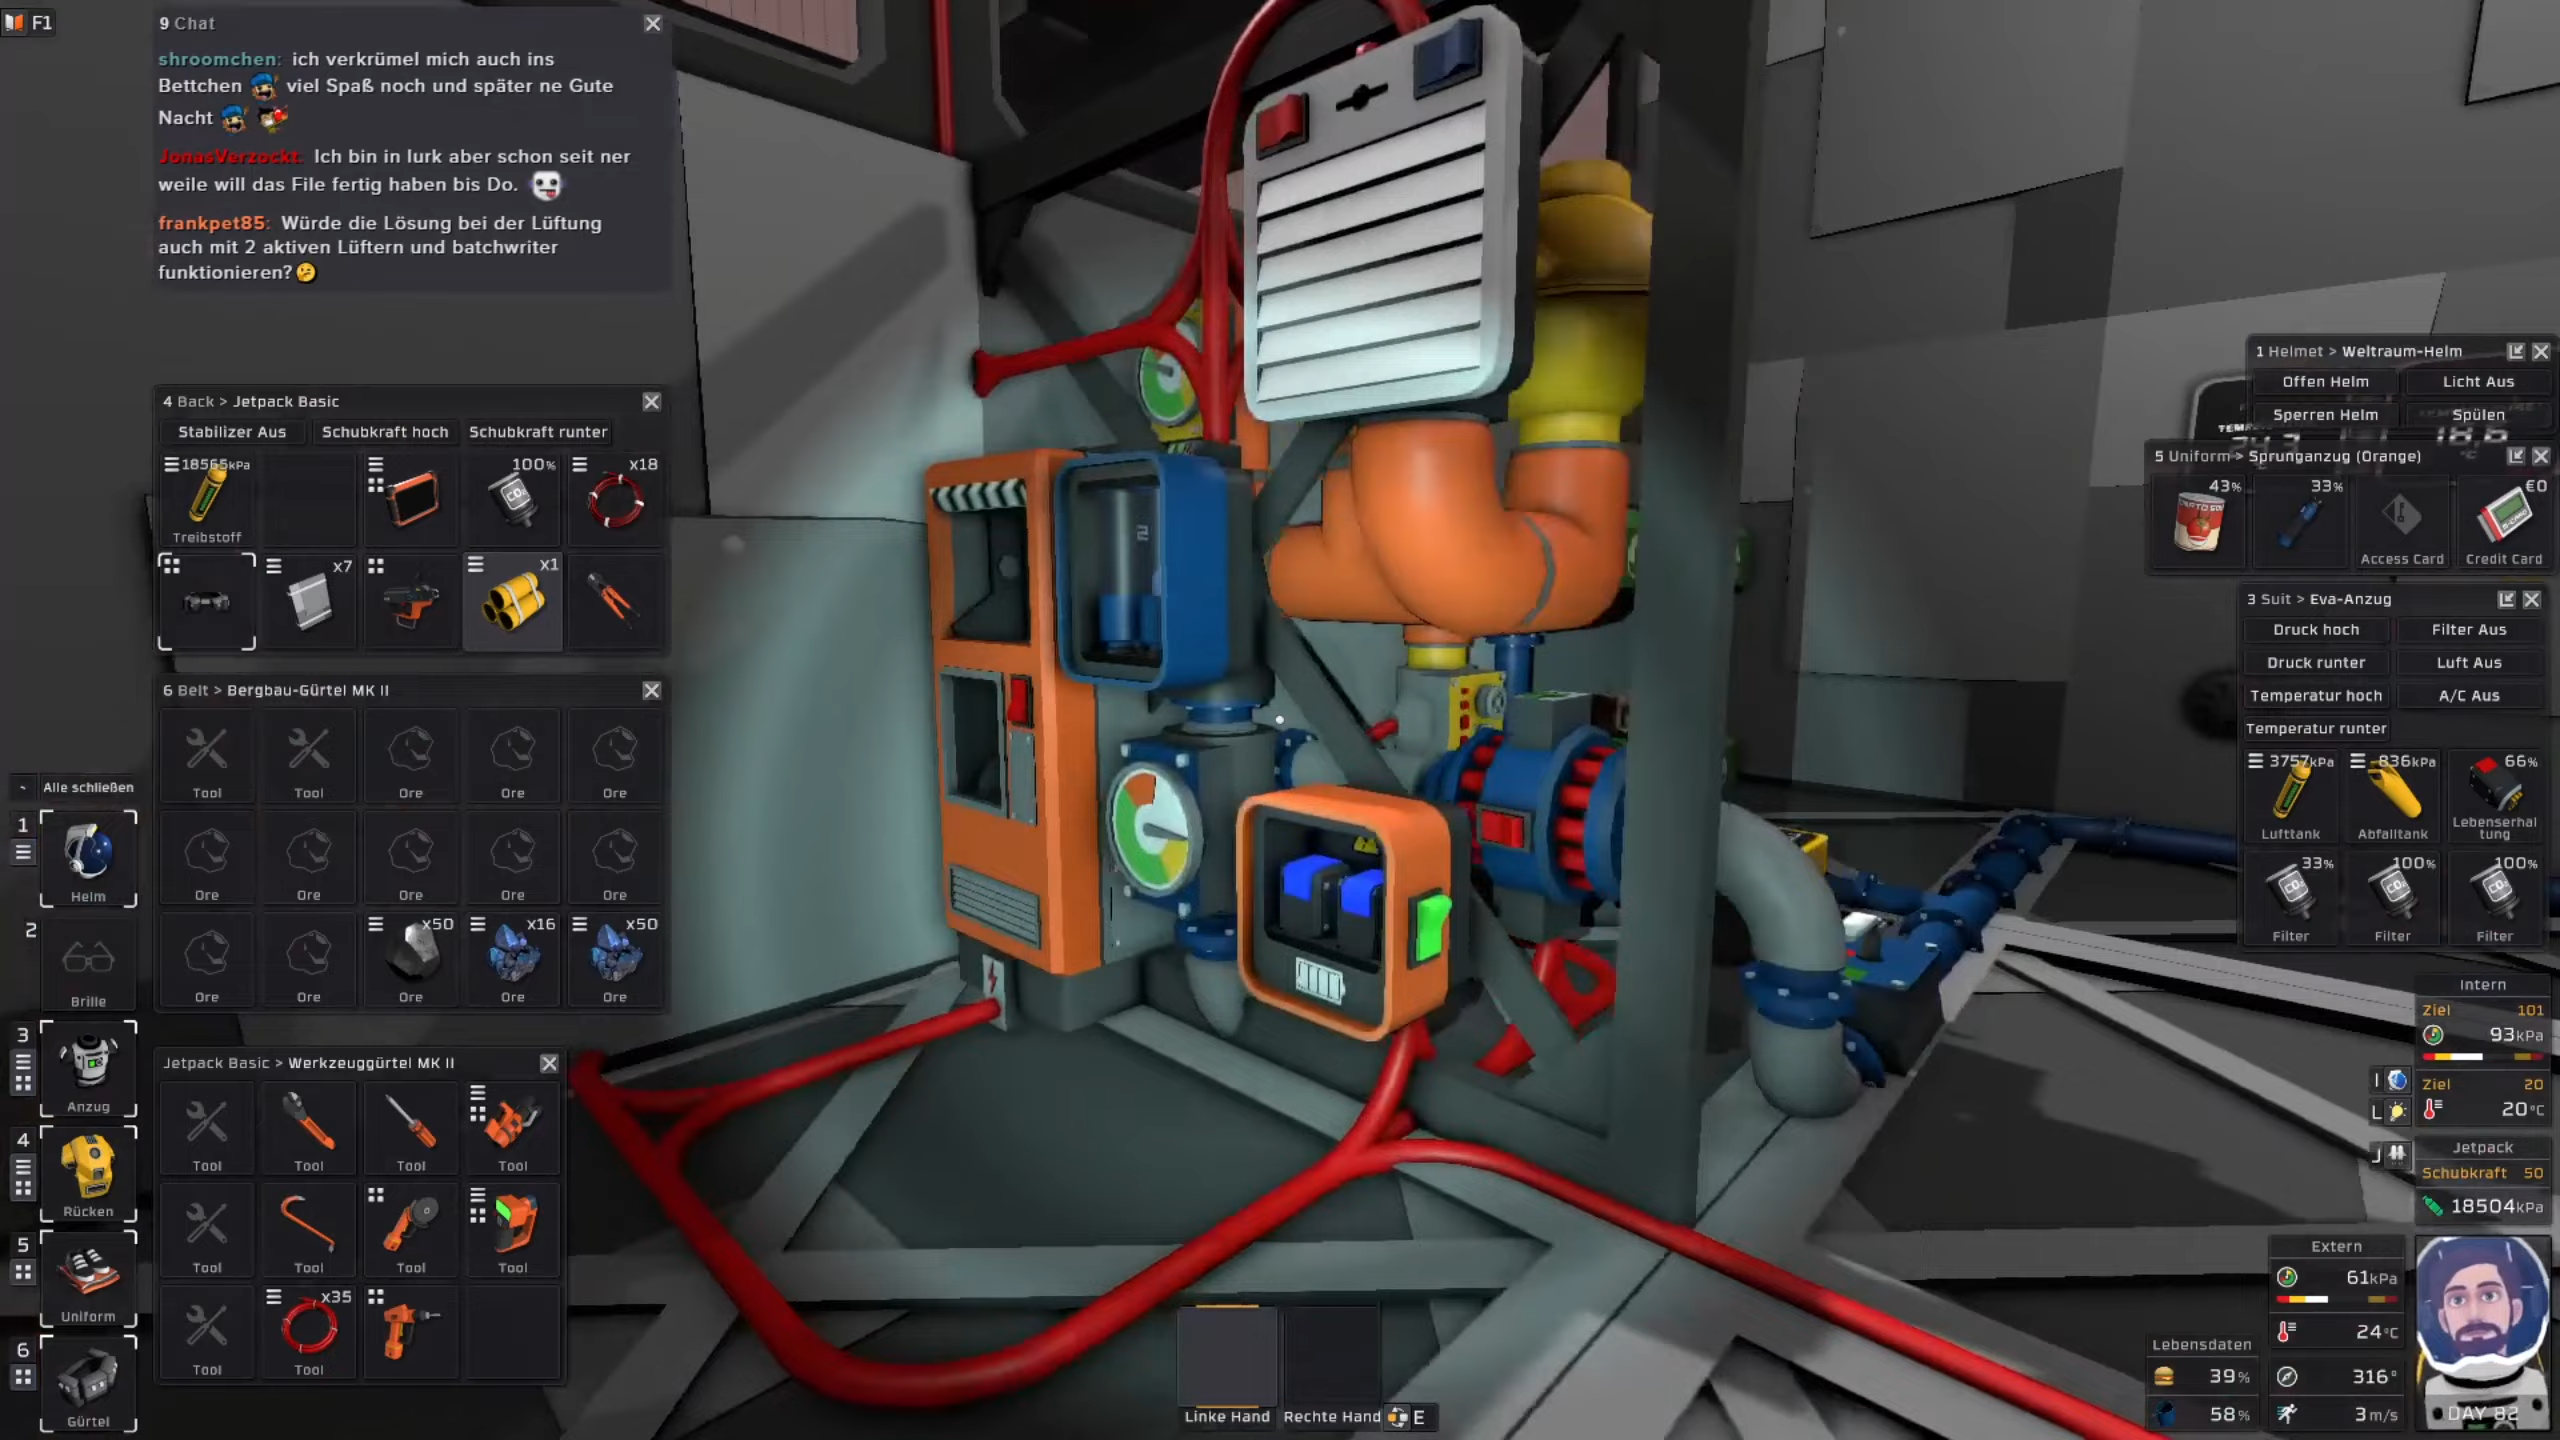 F1
9 Chat
shroomchen: ich verkrümel mich auch ins
Bettchen viel Spaß noch und später ne Gute
Nacht
JonasVerzockt: Ich bin in lurk aber schon seit ner
weile will das File fertig haben bis Do.
frankpet85: Würde die Lösung bei der Lüftung
auch mit 2 aktiven Lüftern und batchwriter
funktionieren?
4 Back > Jetpack Basic
Stabilizer Aus Schubkraft hoch Schubkraft runter
18565kPa 100% x18
Treibstoff
x7 x1
6 Belt > Bergbau-Gürtel MK II
Tool Tool Ore Ore Ore
Ore Ore Ore Ore Ore
x50 x16 x50
Ore Ore Ore Ore Ore
Jetpack Basic > Werkzeuggürtel MK II
Tool Tool Tool Tool
Tool Tool Tool Tool
x35
Tool Tool
Alle schließen
1
Helm
2
Brille
3
Anzug
4
Rücken
5
Uniform
6
Gürtel
1 Helmet > Weltraum-Helm
Offen Helm Licht Aus
Sperren Helm Spülen
18.6
5 Uniform > Sprunganzug (Orange)
43% 33% €0
Access Card Credit Card
3 Suit > Eva-Anzug
Druck hoch Filter Aus
Druck runter Luft Aus
Temperatur hoch A/C Aus
Temperatur runter
3757kPa 836kPa 66%
Lufttank Abfalltank Lebenserhal
tung
33% 100% 100%
Filter Filter Filter
Intern
Ziel 101
93kPa
I
Ziel 20
L 20°C
Jetpack
J
Schubkraft 50
18504kPa
Extern
61kPa
24°C
Lebensdaten
39% 316°
58% 3m/s
DAY 82
Linke Hand Rechte Hand E